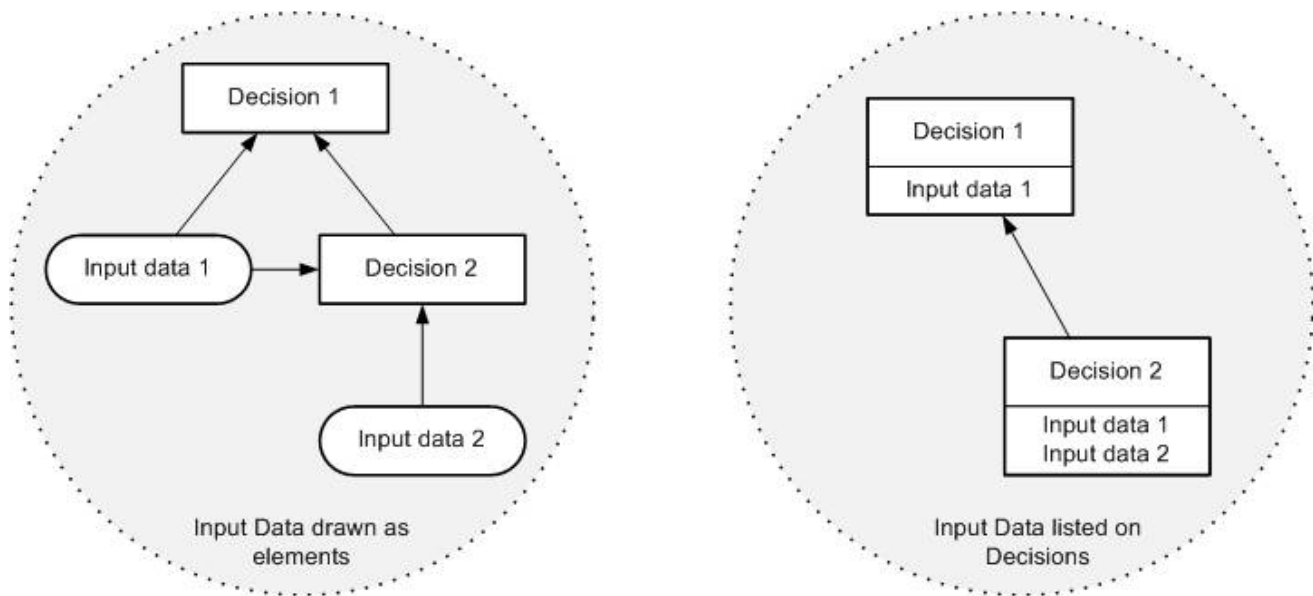 Decision 1
Input data 1
Decision 2
Input data 2
Input Data drawn as
elements
Decision 1
Input data 1
Decision 2
Input data 1
Input data 2
Input Data listed on
Decisions